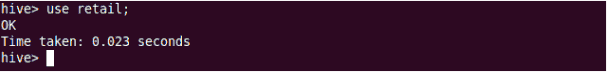 hive> use retail;
OK
Time taken: 0.023 seconds
hive>